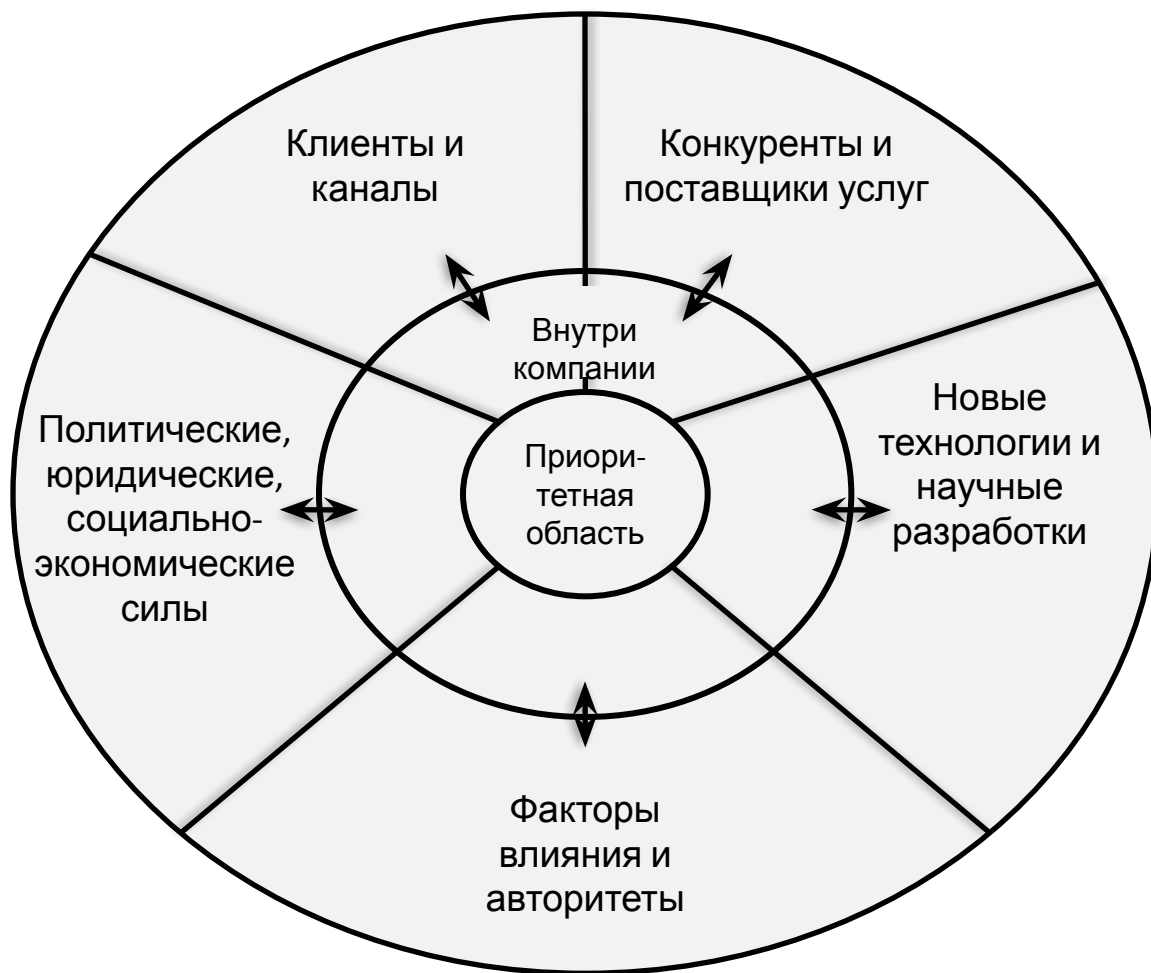 Клиенты и
каналы
Конкуренты и
поставщики услуг
Внутри
компании
Приори-
тетная
область
Политические,
юридические,
социально-
экономические
силы
Новые
технологии и
научные
разработки
Факторы
влияния и
авторитеты